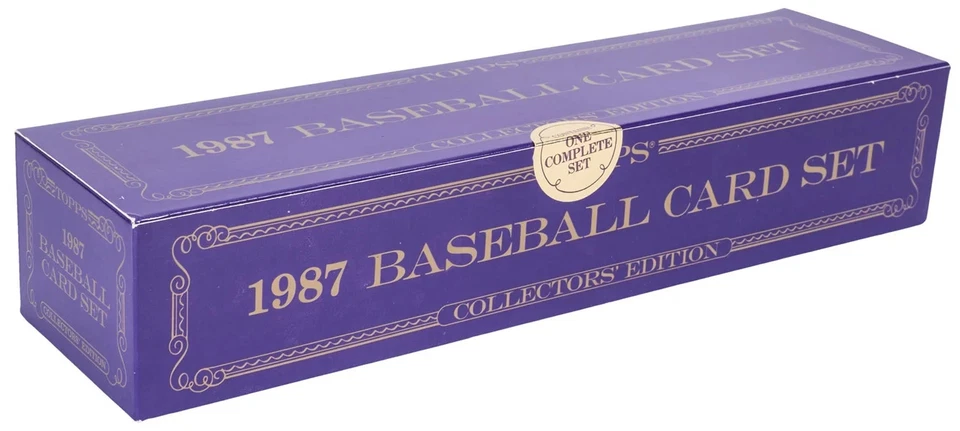 TOPPS
1987 BASEBALL CARD SET
COLLECTORS' EDITION
ONE
COMPLETE
SET
PS®
1987 BASEBALL CARD SET
COLLECTORS' EDITION
TOPPS
1987
BASEBALL
CARD SET
COLLECTORS' EDITION